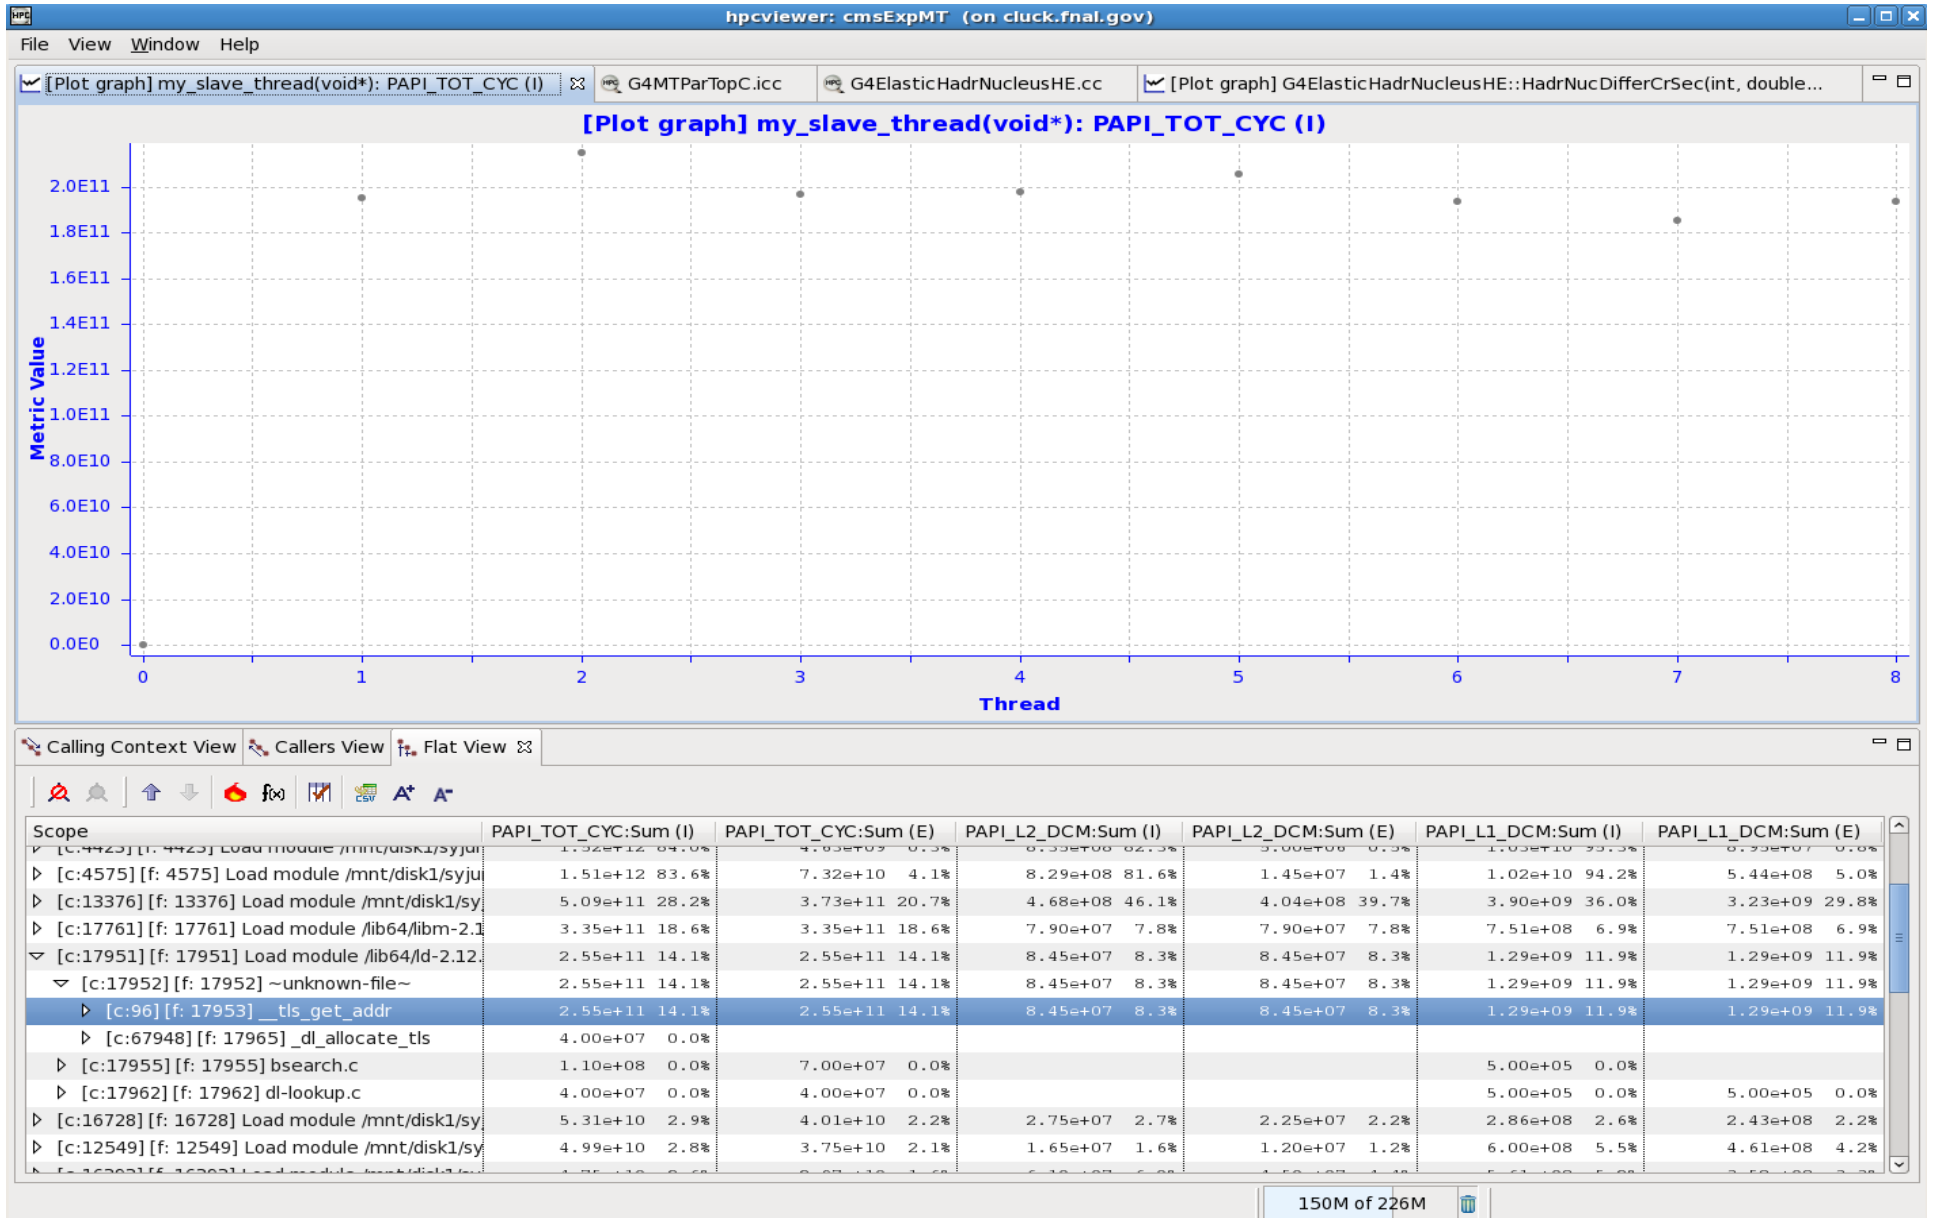 HPC hpcviewer: cmsExpMT (on cluck.fnal.gov)
File View Window Help
[Plot graph] my_slave_thread(void*): PAPI_TOT_CYC (I) G4MTParTopC.icc G4ElasticHadrNucleusHE.cc [Plot graph] G4ElasticHadrNucleusHE::HadrNucDifferCrSec(int, double...
[Plot graph] my_slave_thread(void*): PAPI_TOT_CYC (I)
Metric Value
2.0E11
1.8E11
1.6E11
1.4E11
1.2E11
1.0E11
8.0E10
6.0E10
4.0E10
2.0E10
0.0E0
0 1 2 3 4 5 6 7 8
Thread
Calling Context View Callers View Flat View
f(x) CSV A+ A-
Scope PAPI_TOT_CYC:Sum (I) PAPI_TOT_CYC:Sum (E) PAPI_L2_DCM:Sum (I) PAPI_L2_DCM:Sum (E) PAPI_L1_DCM:Sum (I) PAPI_L1_DCM:Sum (E)
[c:4575] [f: 4575] Load module /mnt/disk1/syju 1.51e+12 83.6% 7.32e+10 4.1% 8.29e+08 81.6% 1.45e+07 1.4% 1.02e+10 94.2% 5.44e+08 5.0%
[c:13376] [f: 13376] Load module /mnt/disk1/sy 5.09e+11 28.2% 3.73e+11 20.7% 4.68e+08 46.1% 4.04e+08 39.7% 3.90e+09 36.0% 3.23e+09 29.8%
[c:17761] [f: 17761] Load module /lib64/libm-2.1 3.35e+11 18.6% 3.35e+11 18.6% 7.90e+07 7.8% 7.90e+07 7.8% 7.51e+08 6.9% 7.51e+08 6.9%
[c:17951] [f: 17951] Load module /lib64/ld-2.12. 2.55e+11 14.1% 2.55e+11 14.1% 8.45e+07 8.3% 8.45e+07 8.3% 1.29e+09 11.9% 1.29e+09 11.9%
[c:17952] [f: 17952] ~unknown-file~ 2.55e+11 14.1% 2.55e+11 14.1% 8.45e+07 8.3% 8.45e+07 8.3% 1.29e+09 11.9% 1.29e+09 11.9%
[c:96] [f: 17953] __tls_get_addr 2.55e+11 14.1% 2.55e+11 14.1% 8.45e+07 8.3% 8.45e+07 8.3% 1.29e+09 11.9% 1.29e+09 11.9%
[c:67948] [f: 17965] _dl_allocate_tls 4.00e+07 0.0%
[c:17955] [f: 17955] bsearch.c 1.10e+08 0.0% 7.00e+07 0.0% 5.00e+05 0.0%
[c:17962] [f: 17962] dl-lookup.c 4.00e+07 0.0% 4.00e+07 0.0% 5.00e+05 0.0% 5.00e+05 0.0%
[c:16728] [f: 16728] Load module /mnt/disk1/sy 5.31e+10 2.9% 4.01e+10 2.2% 2.75e+07 2.7% 2.25e+07 2.2% 2.86e+08 2.6% 2.43e+08 2.2%
[c:12549] [f: 12549] Load module /mnt/disk1/sy 4.99e+10 2.8% 3.75e+10 2.1% 1.65e+07 1.6% 1.20e+07 1.2% 6.00e+08 5.5% 4.61e+08 4.2%
150M of 226M